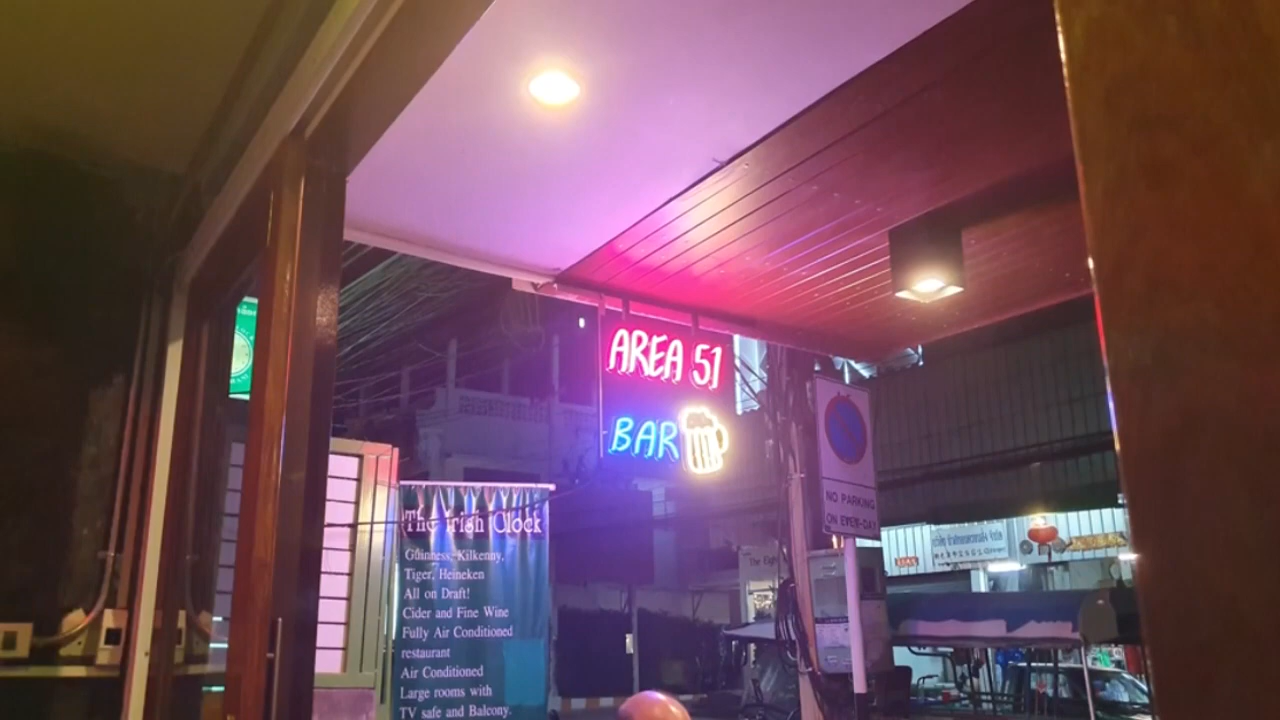 AREA 51
BAR
The Irish Clock
Guinness, Kilkenny,
Tiger, Heineken
All on Draft!
Cider and Fine Wine
Fully Air Conditioned
restaurant
Air Conditioned
Large rooms with
TV safe and Balcony.
NO PARKING
ON EVEN-DAY